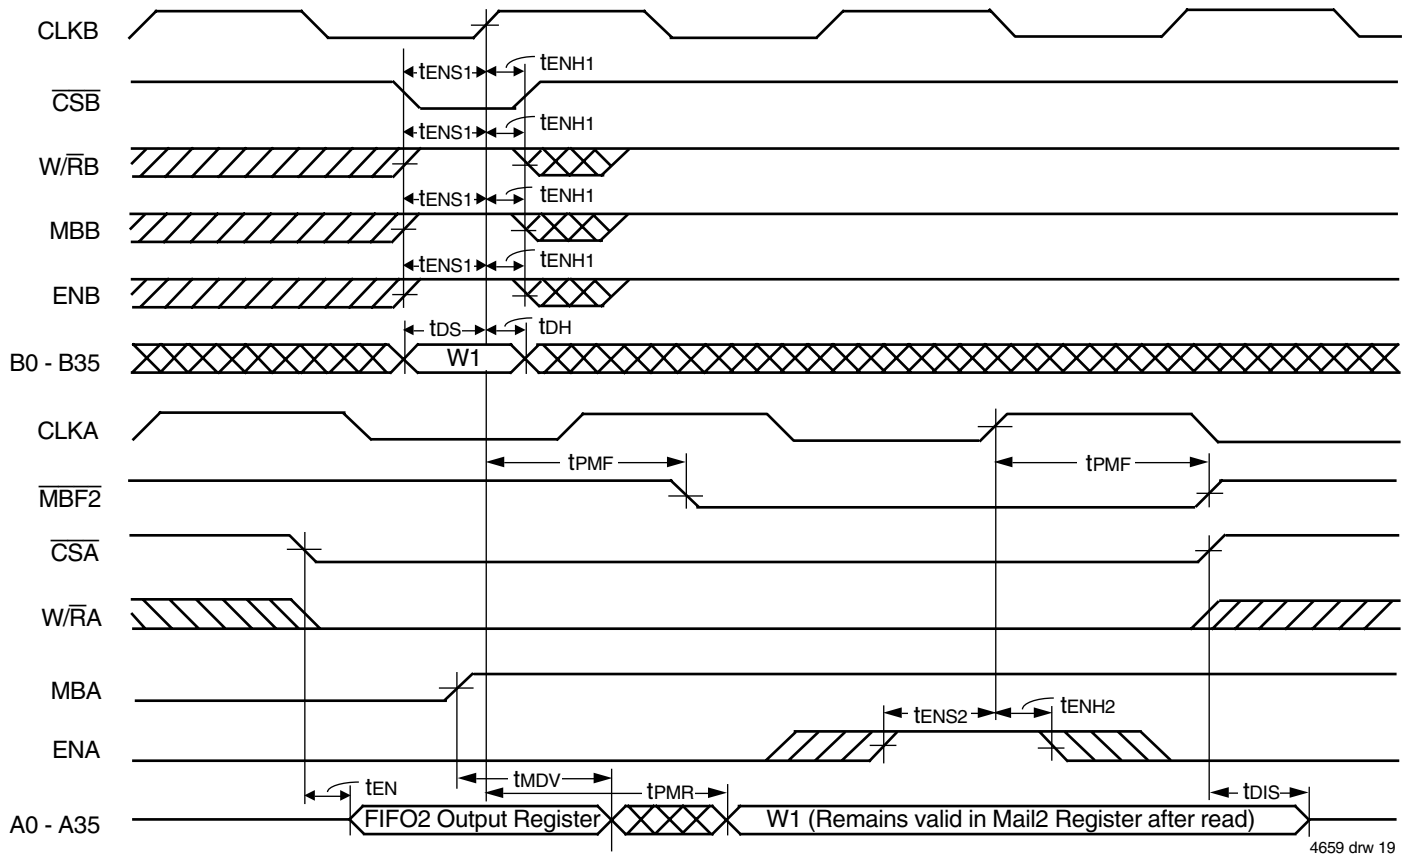 CLKB
tENS1 tENH1
CSB
tENS1 tENH1
W/RB
tENS1 tENH1
MBB
tENS1 tENH1
ENB
tDS tDH
B0 - B35 W1
CLKA
tPMF tPMF
MBF2
CSA
W/RA
MBA
tENS2 tENH2
ENA
tEN tMDV tPMR tDIS
A0 - A35 FIFO2 Output Register W1 (Remains valid in Mail2 Register after read)
4659 drw 19